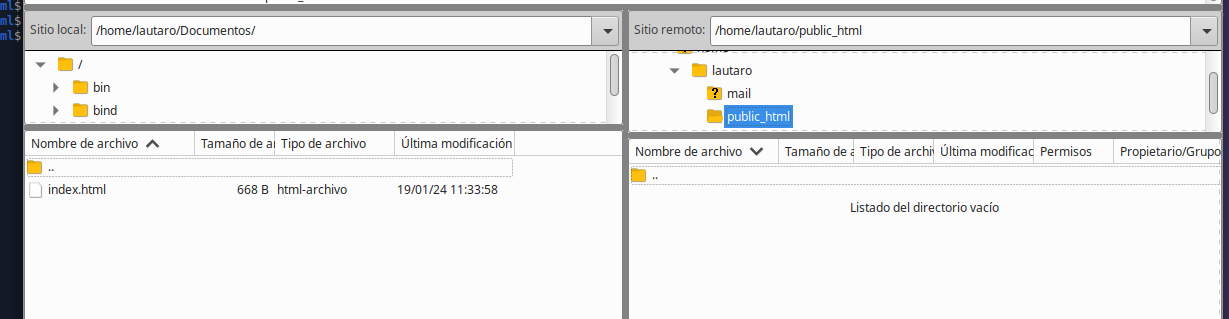 ml$
ml$
ml$
Sitio local: /home/lautaro/Documentos/
/
bin
bind
Nombre de archivo Tamaño de ar Tipo de archivo Última modificación
..
index.html 668 B html-archivo 19/01/24 11:33:58
Sitio remoto: /home/lautaro/public_html
lautaro
? mail
public_html
Nombre de archivo Tamaño de a Tipo de archiv Última modificac Permisos Propietario/Grupo
..
Listado del directorio vacío